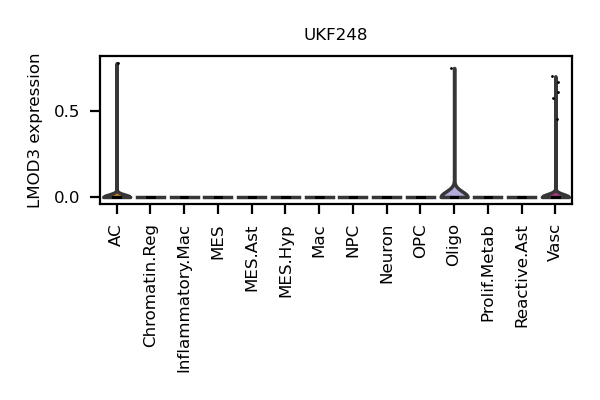 UKF248
LMOD3 expression
0.5
0.0
AC
Chromatin.Reg
Inflammatory.Mac
MES
MES.Ast
MES.Hyp
Mac
NPC
Neuron
OPC
Oligo
Prolif.Metab
Reactive.Ast
Vasc